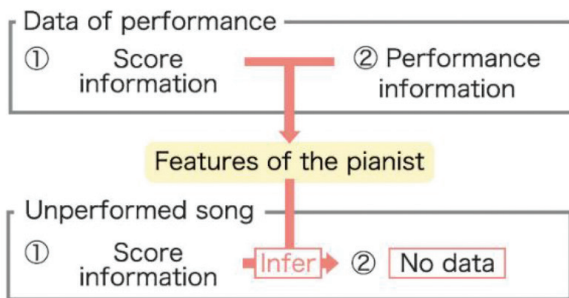 Data of performance
① Score information
② Performance information
Features of the pianist
Unperformed song
① Score information
Infer
② No data